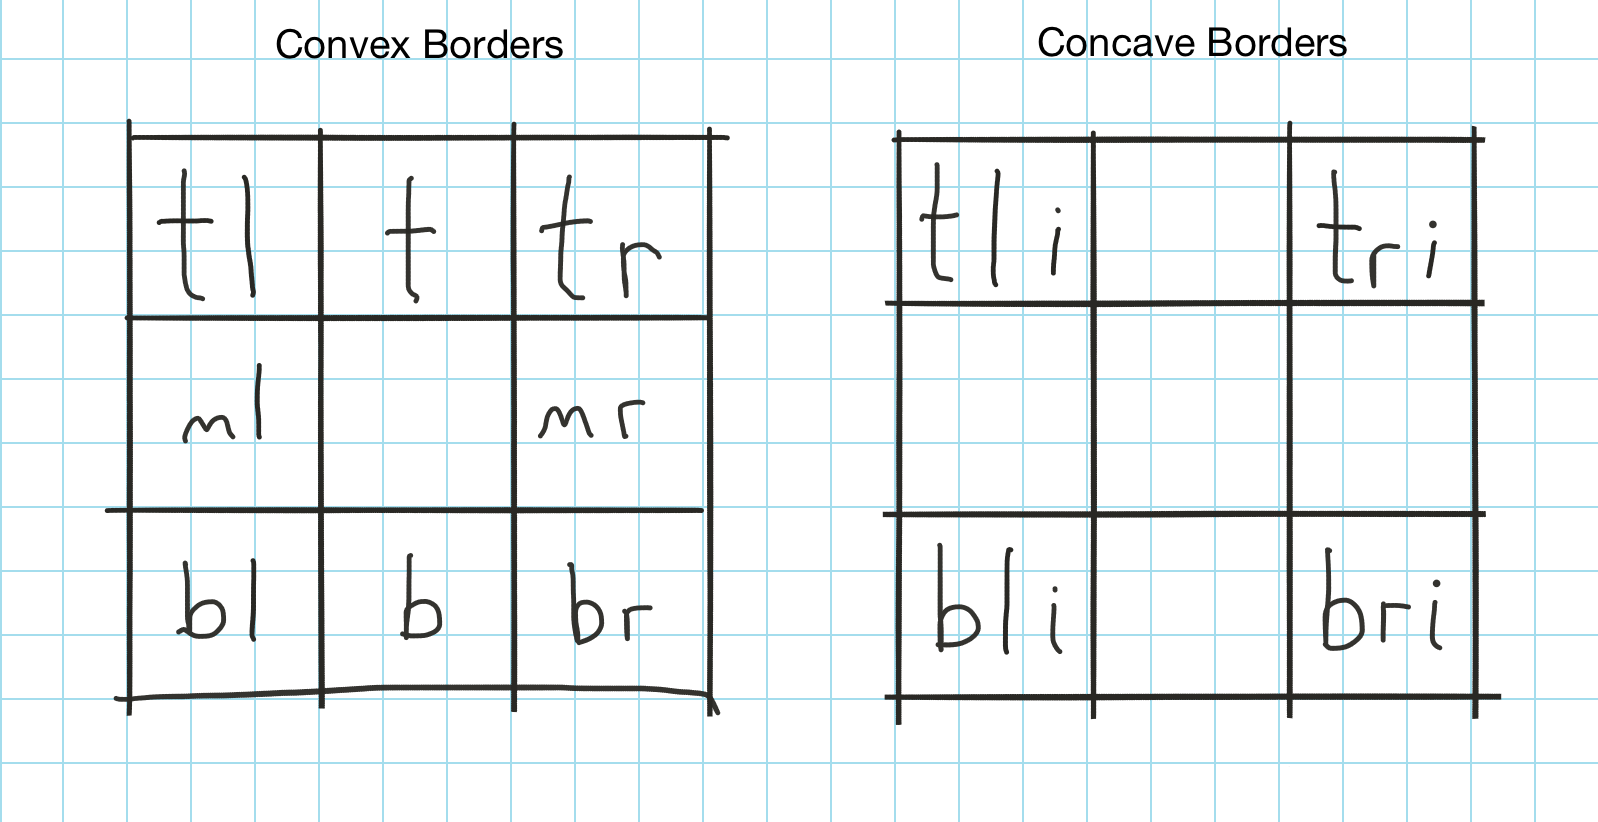 Convex Borders
Concave Borders
tl t tr
ml mr
bl b br
tli tri
bli bri